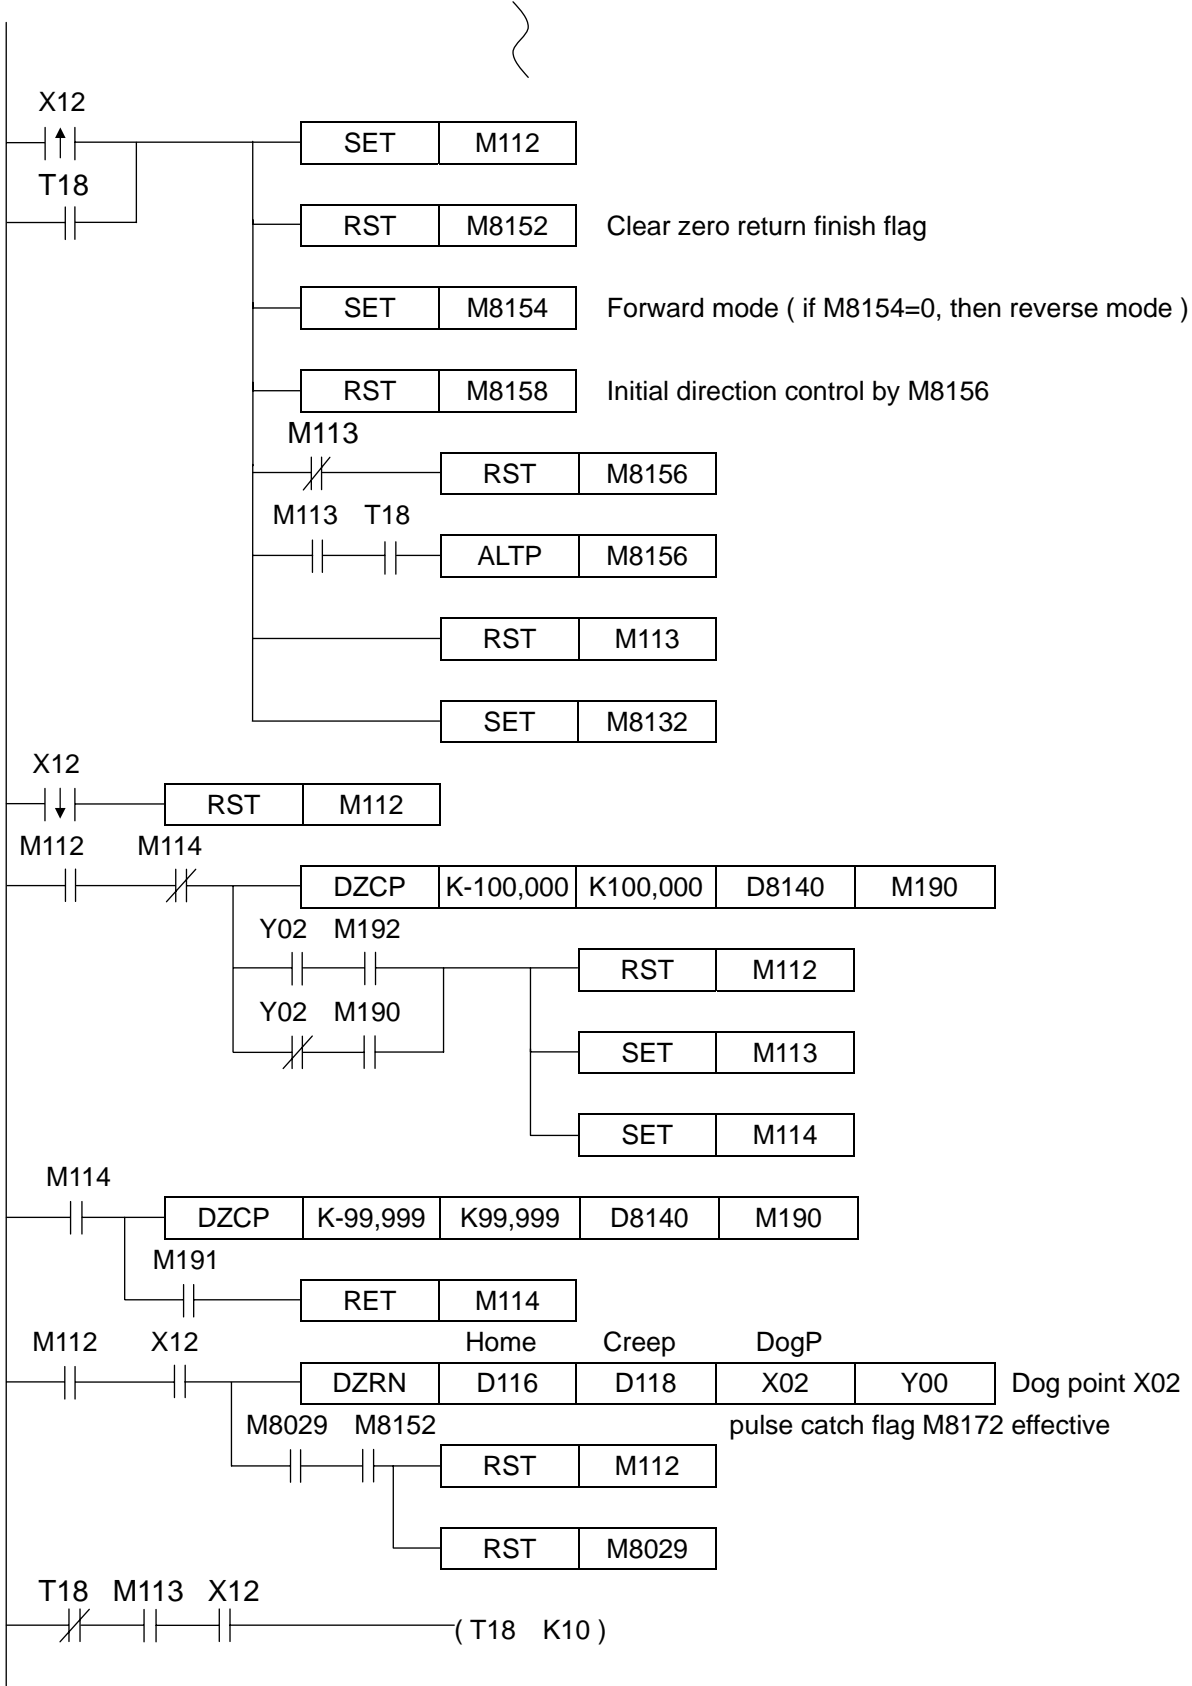 X12
SET M112
T18
RST M8152 Clear zero return finish flag
SET M8154 Forward mode ( if M8154=0, then reverse mode )
RST M8158 Initial direction control by M8156
M113
RST M8156
M113 T18
ALTP M8156
RST M113
SET M8132
X12
RST M112
M112 M114
DZCP K-100,000 K100,000 D8140 M190
Y02 M192
RST M112
Y02 M190
SET M113
SET M114
M114
DZCP K-99,999 K99,999 D8140 M190
M191
RET M114
M112 X12 Home Creep DogP
DZRN D116 D118 X02 Y00 Dog point X02
M8029 M8152 pulse catch flag M8172 effective
RST M112
RST M8029
T18 M113 X12
( T18 K10 )